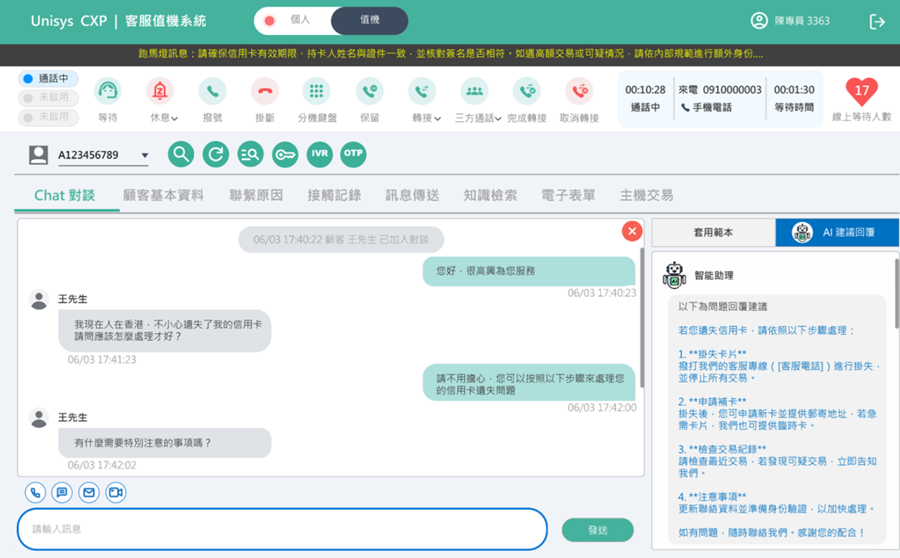 Unisys CXP | 客服值機系統
個人
值機
陳專員 3363
跑馬燈訊息：請確保信用卡有效期限、持卡人姓名與證件一致，並核對簽名是否相符。如遇高額交易或可疑情況，請依內部規範進行額外身份....
通話中
未啟用
未啟用
等待
休息
撥號
掛斷
分機鍵盤
保留
轉接
三方通話
完成轉接
取消轉接
00:10:28
通話中
來電 0910000003
手機電話
00:01:30
等待時間
17
線上等待人數
A123456789
IVR
OTP
Chat 對談
顧客基本資料
聯繫原因
接觸記錄
訊息傳送
知識檢索
電子表單
主機交易
06/03 17:40:22 顧客 王先生 已加入對談
您好，很高興為您服務
06/03 17:40:23
王先生
我現在人在香港，不小心遺失了我的信用卡
請問應該怎麼處理才好？
06/03 17:41:23
請不用擔心，您可以按照以下步驟來處理您
的信用卡遺失問題
06/03 17:42:00
王先生
有什麼需要特別注意的事項嗎？
06/03 17:42:02
請輸入訊息
發送
套用範本
AI 建議回覆
智能助理
以下為問題回覆建議
若您遺失信用卡，請依照以下步驟處理：
1. **掛失卡片**
撥打我們的客服專線（[客服電話]）進行掛失，
並停止所有交易。
2. **申請補卡**
掛失後，您可申請新卡並提供郵寄地址，若急
需卡片，我們也可提供臨時卡。
3. **檢查交易紀錄**
請檢查最近交易，若發現可疑交易，立即告知
我們。
4. **注意事項**
更新聯絡資料並準備身份驗證，以加快處理。
如有問題，隨時聯絡我們。感謝您的配合！